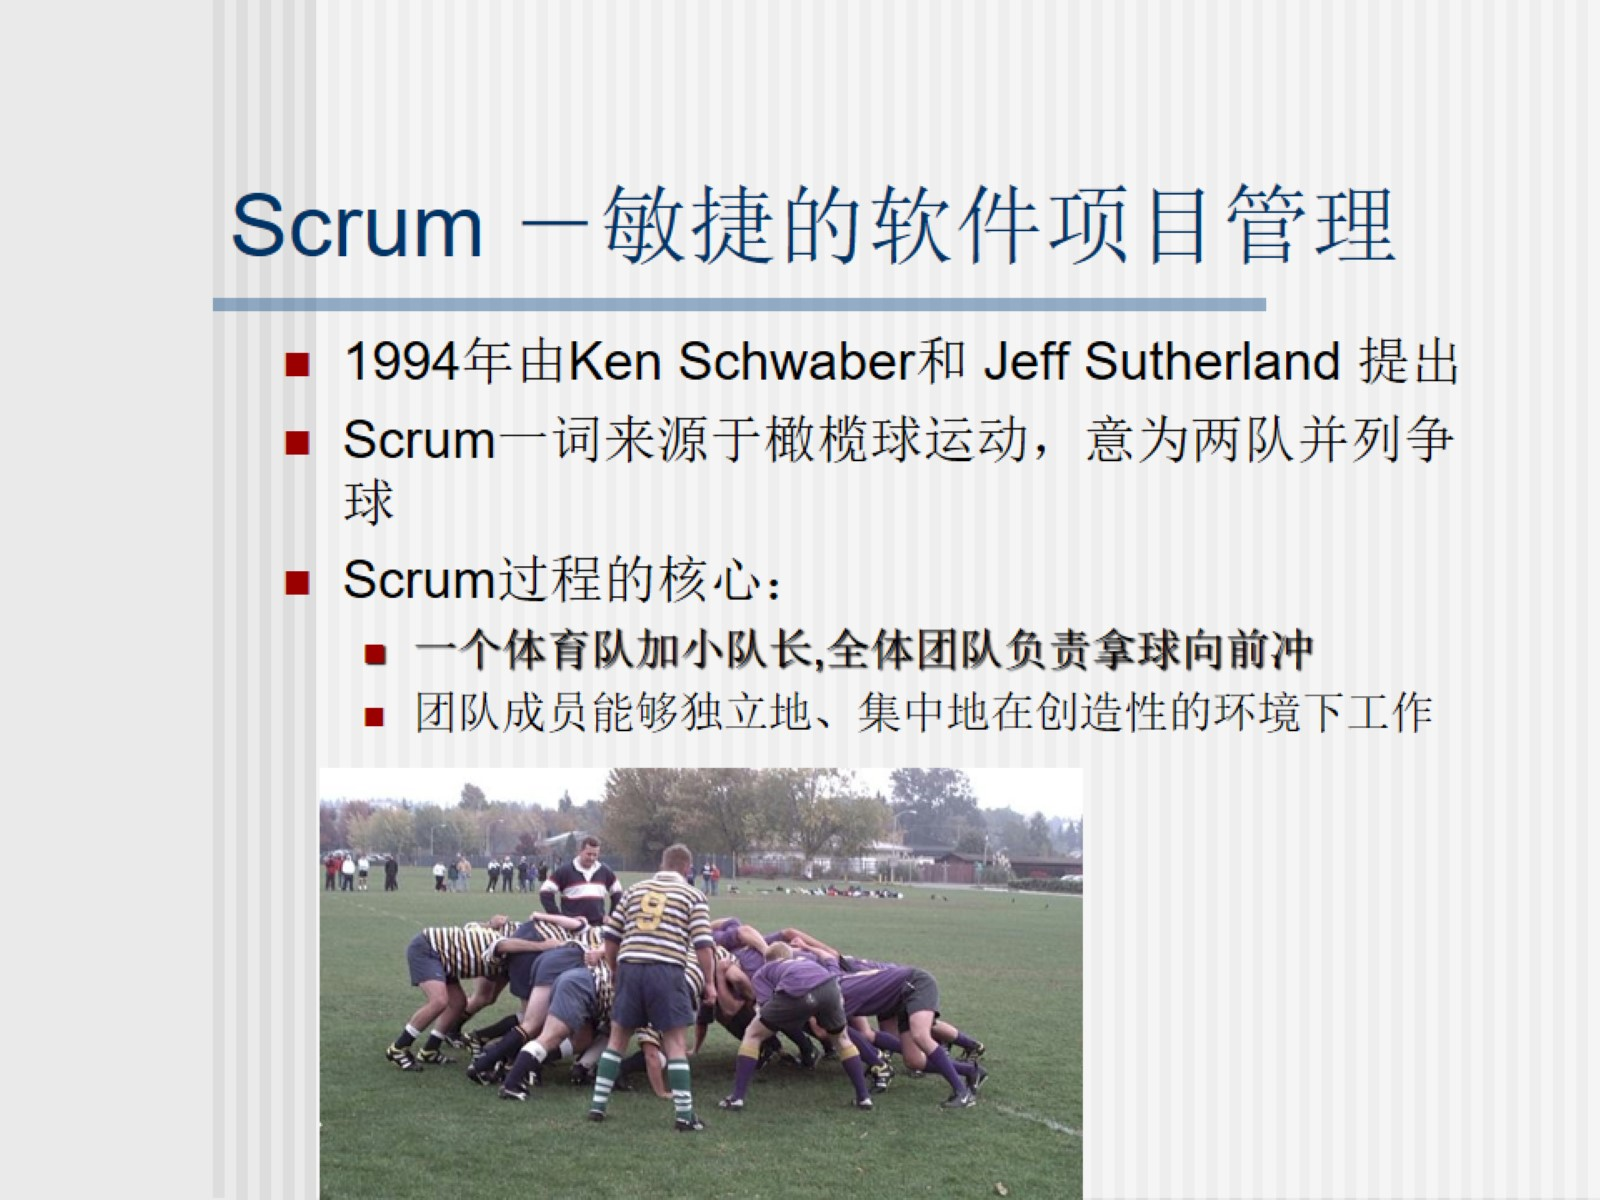 Scrum －敏捷的软件项目管理
1994年由Ken Schwaber和 Jeff Sutherland 提出
Scrum一词来源于橄榄球运动，意为两队并列争
球
Scrum过程的核心：
一个体育队加小队长,全体团队负责拿球向前冲
团队成员能够独立地、集中地在创造性的环境下工作
9